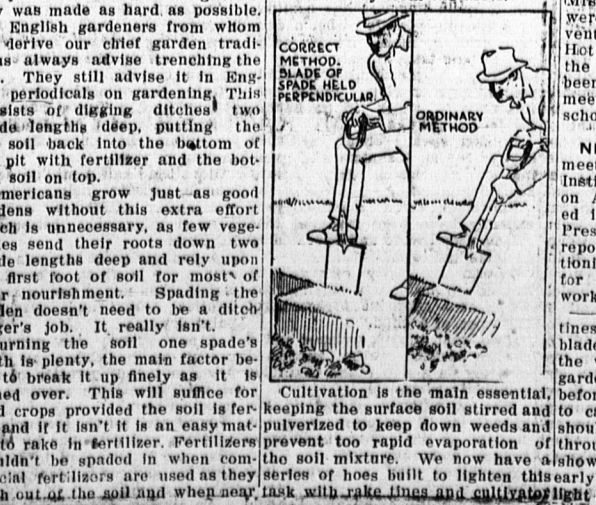 was made as hard as possible.
English gardeners from whom
derive our chief garden tradi-
always advise trenching the
They still advise it in Eng-
periodicals on gardening. This
sists of digging ditches two
lengths deep, putting the
soil back into the bottom of
pit with fertilizer and the bot-
soil on top.
mericans grow just as good
dens without this extra effort
ch is unnecessary, as few vege-
es send their roots down two
de lengths deep and rely upon
first foot of soil for most of
r nourishment. Spading the
den doesn't need to be a ditch
ger's job. It really isn't.
urning the soil one spade's
th is plenty, the main factor be-
to break it up finely as it is
ned over. This will suffice for
d crops provided the soil is fer-
and if it isn't it is an easy mat-
to rake in fertilizer. Fertilizers
uldn't be spaded in when com-
cial fertilizers are used as they
h out of the soil and when near
CORRECT
METHOD.
BLADE OF
SPADE HELD
PERPENDICULAR.
ORDINARY
METHOD
Cultivation is the main essential,
keeping the surface soil stirred and
pulverized to keep down weeds and
prevent too rapid evaporation of
the soil mixture. We now have a
series of hoes built to lighten this
task with rake tines and cultivator
were
vent
Hot
the
been
meet
scho
meet
Insti
on A
ed i
Pres
repo
tioni
for
work
tines
blade
the
garde
befor
to c
shou
throu
show
early
light